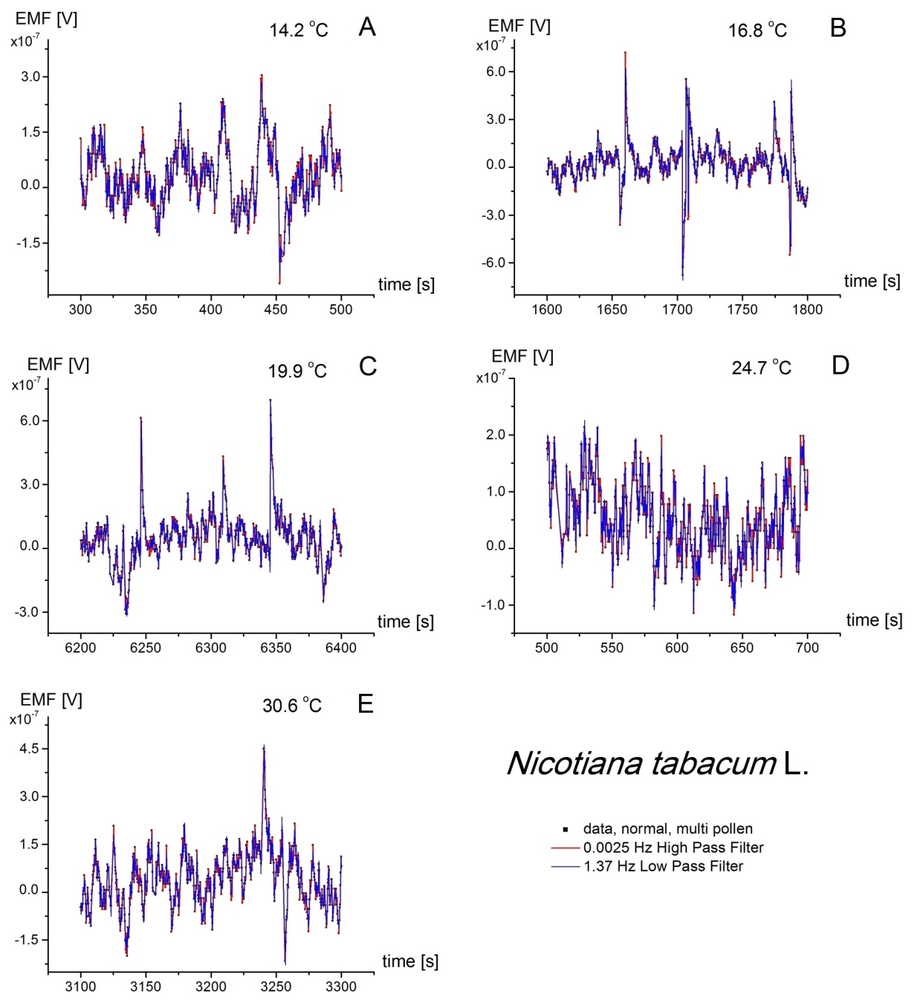 EMF [V]
14.2 °C
A
x10-7
3.0
1.5
0.0
-1.5
time [s]
300 350 400 450 500
EMF [V]
16.8 °C
B
x10-7
6.0
3.0
0.0
-3.0
-6.0
time [s]
1600 1650 1700 1750 1800
EMF [V]
19.9 °C
C
x10-7
6.0
3.0
0.0
-3.0
time [s]
6200 6250 6300 6350 6400
EMF [V]
24.7 °C
D
x10-7
2.0
1.0
0.0
-1.0
time [s]
500 550 600 650 700
EMF [V]
30.6 °C
E
x10-7
4.5
3.0
1.5
0.0
-1.5
time [s]
3100 3150 3200 3250 3300
Nicotiana tabacum L.
data, normal, multi pollen
0.0025 Hz High Pass Filter
1.37 Hz Low Pass Filter